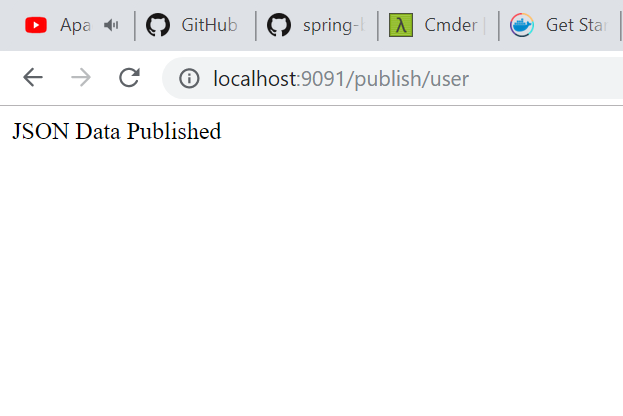 Apa GitHub spring- Cmder Get Star
localhost:9091/publish/user
JSON Data Published